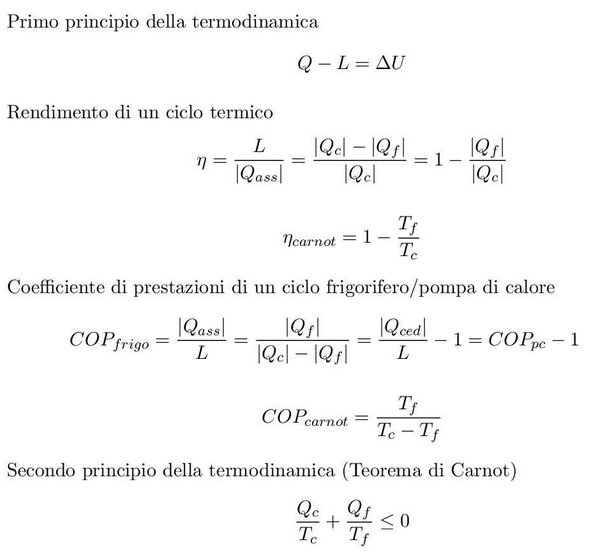 Primo principio della termodinamica
Q − L = ΔU
Rendimento di un ciclo termico
η = L / |Q_ass| = (|Q_c| − |Q_f|) / |Q_c| = 1 − |Q_f| / |Q_c|
η_carnot = 1 − T_f / T_c
Coefficiente di prestazioni di un ciclo frigorifero/pompa di calore
COP_frigo = |Q_ass| / L = |Q_f| / (|Q_c| − |Q_f|) = |Q_ced| / L − 1 = COP_pc − 1
COP_carnot = T_f / (T_c − T_f)
Secondo principio della termodinamica (Teorema di Carnot)
Q_c / T_c + Q_f / T_f ≤ 0